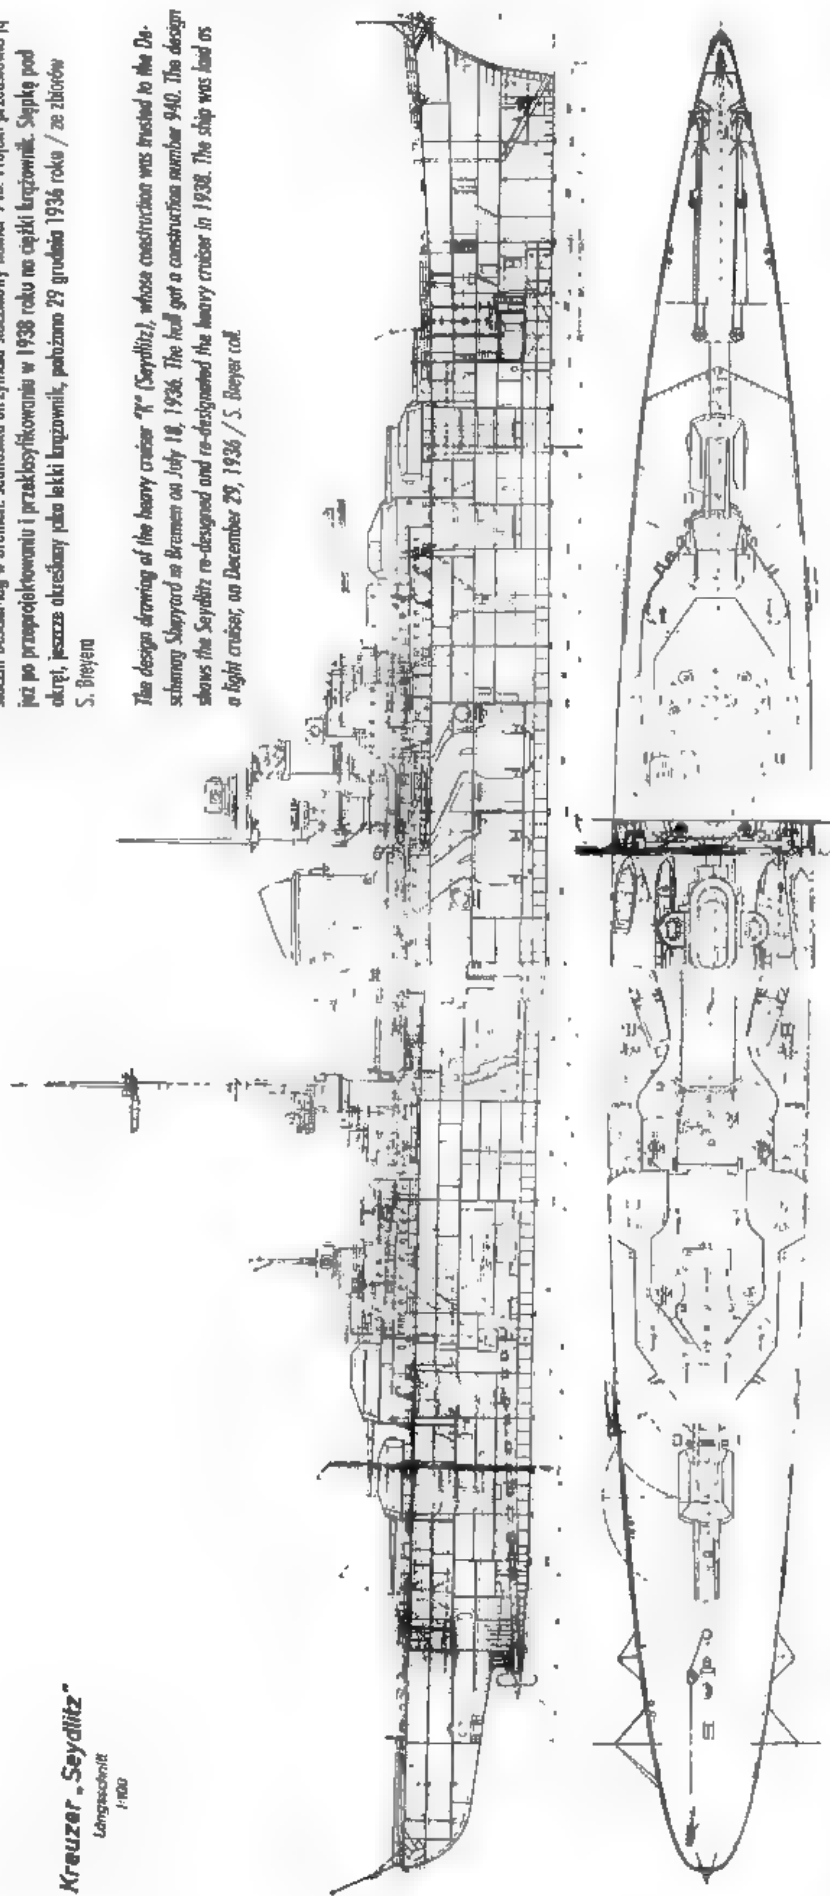 już po przeprojektowaniu i przeklasyfikowaniu w 1938 roku na ciężki krążownik. Stępkę pod
okręt, jeszcze określany jako lekki krążownik, położono 29 grudnia 1936 roku / ze zbiorów
S. Breyera
The design drawing of the heavy cruiser "K" (Seydlitz), whose construction was trusted to the De-
schimag Shipyard in Bremen on July 18, 1936. The hull got a construction number 940. The design
shows the Seydlitz re-designed and re-designated the heavy cruiser in 1938. The ship was laid as
a light cruiser, on December 29, 1936 / S. Breyer coll.
Kreuzer „Seydlitz"
Längsschnitt
1:100